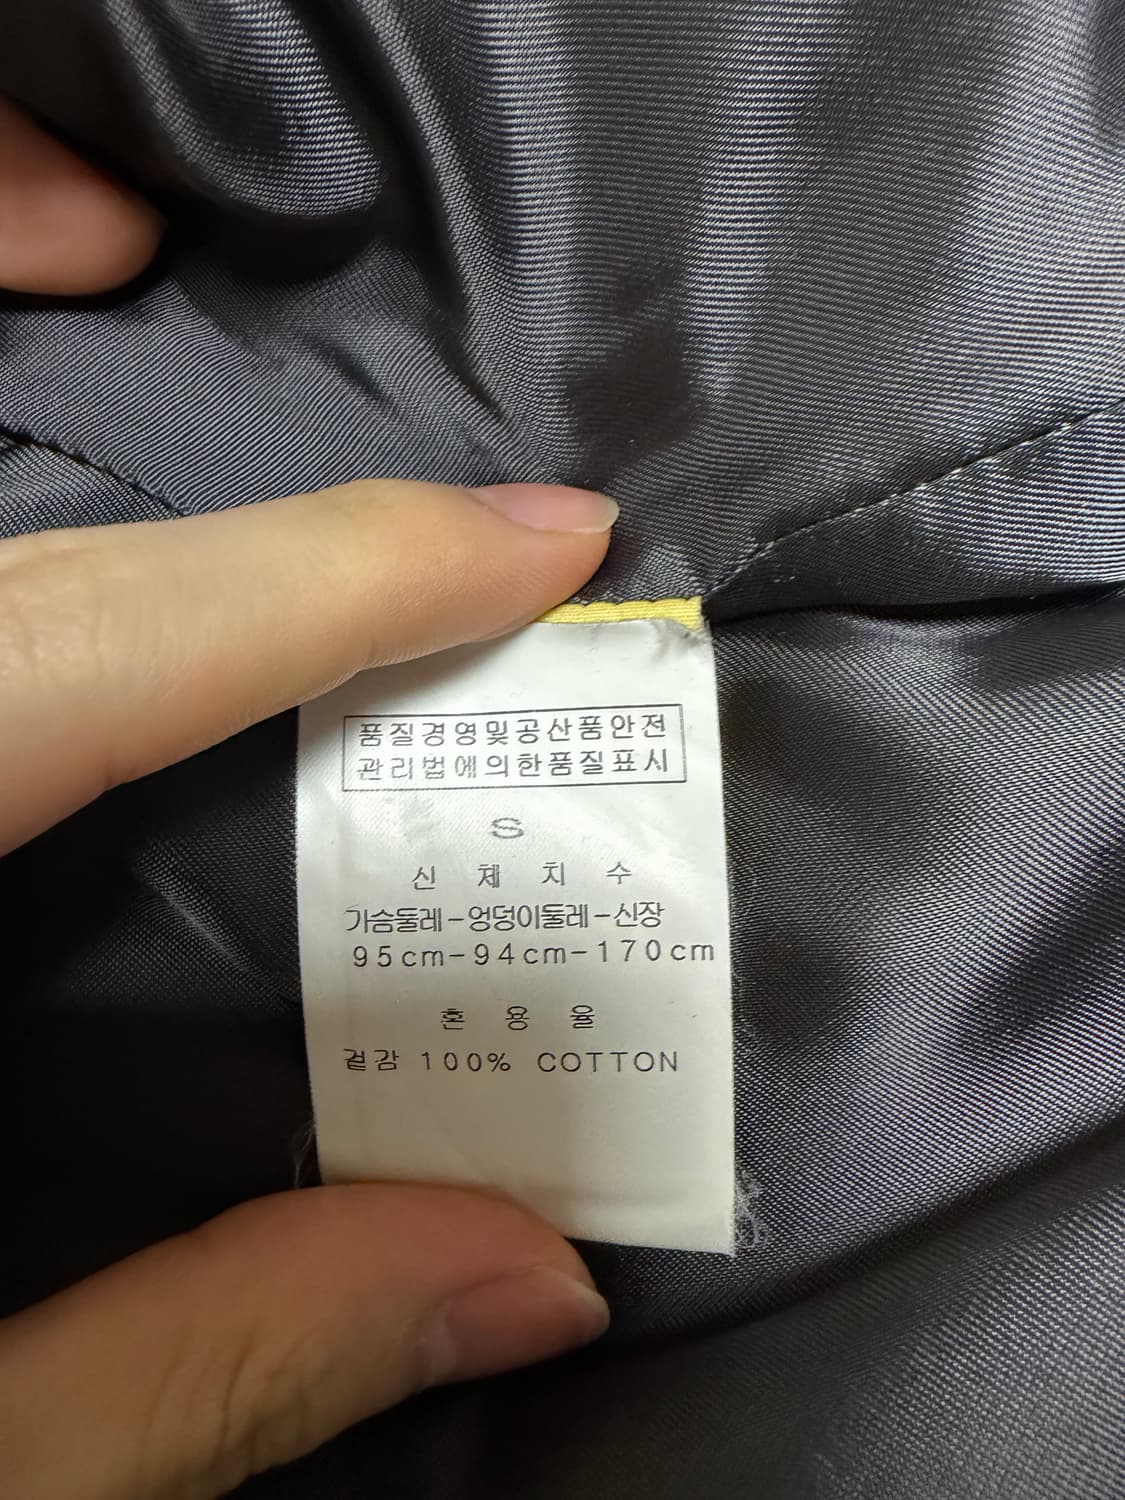 품질경영및공산품안전
관리법에의한품질표시
S
신 체 치 수
가슴둘레-엉덩이둘레-신장
95cm-94cm-170cm
혼 용 율
겉감 100% COTTON